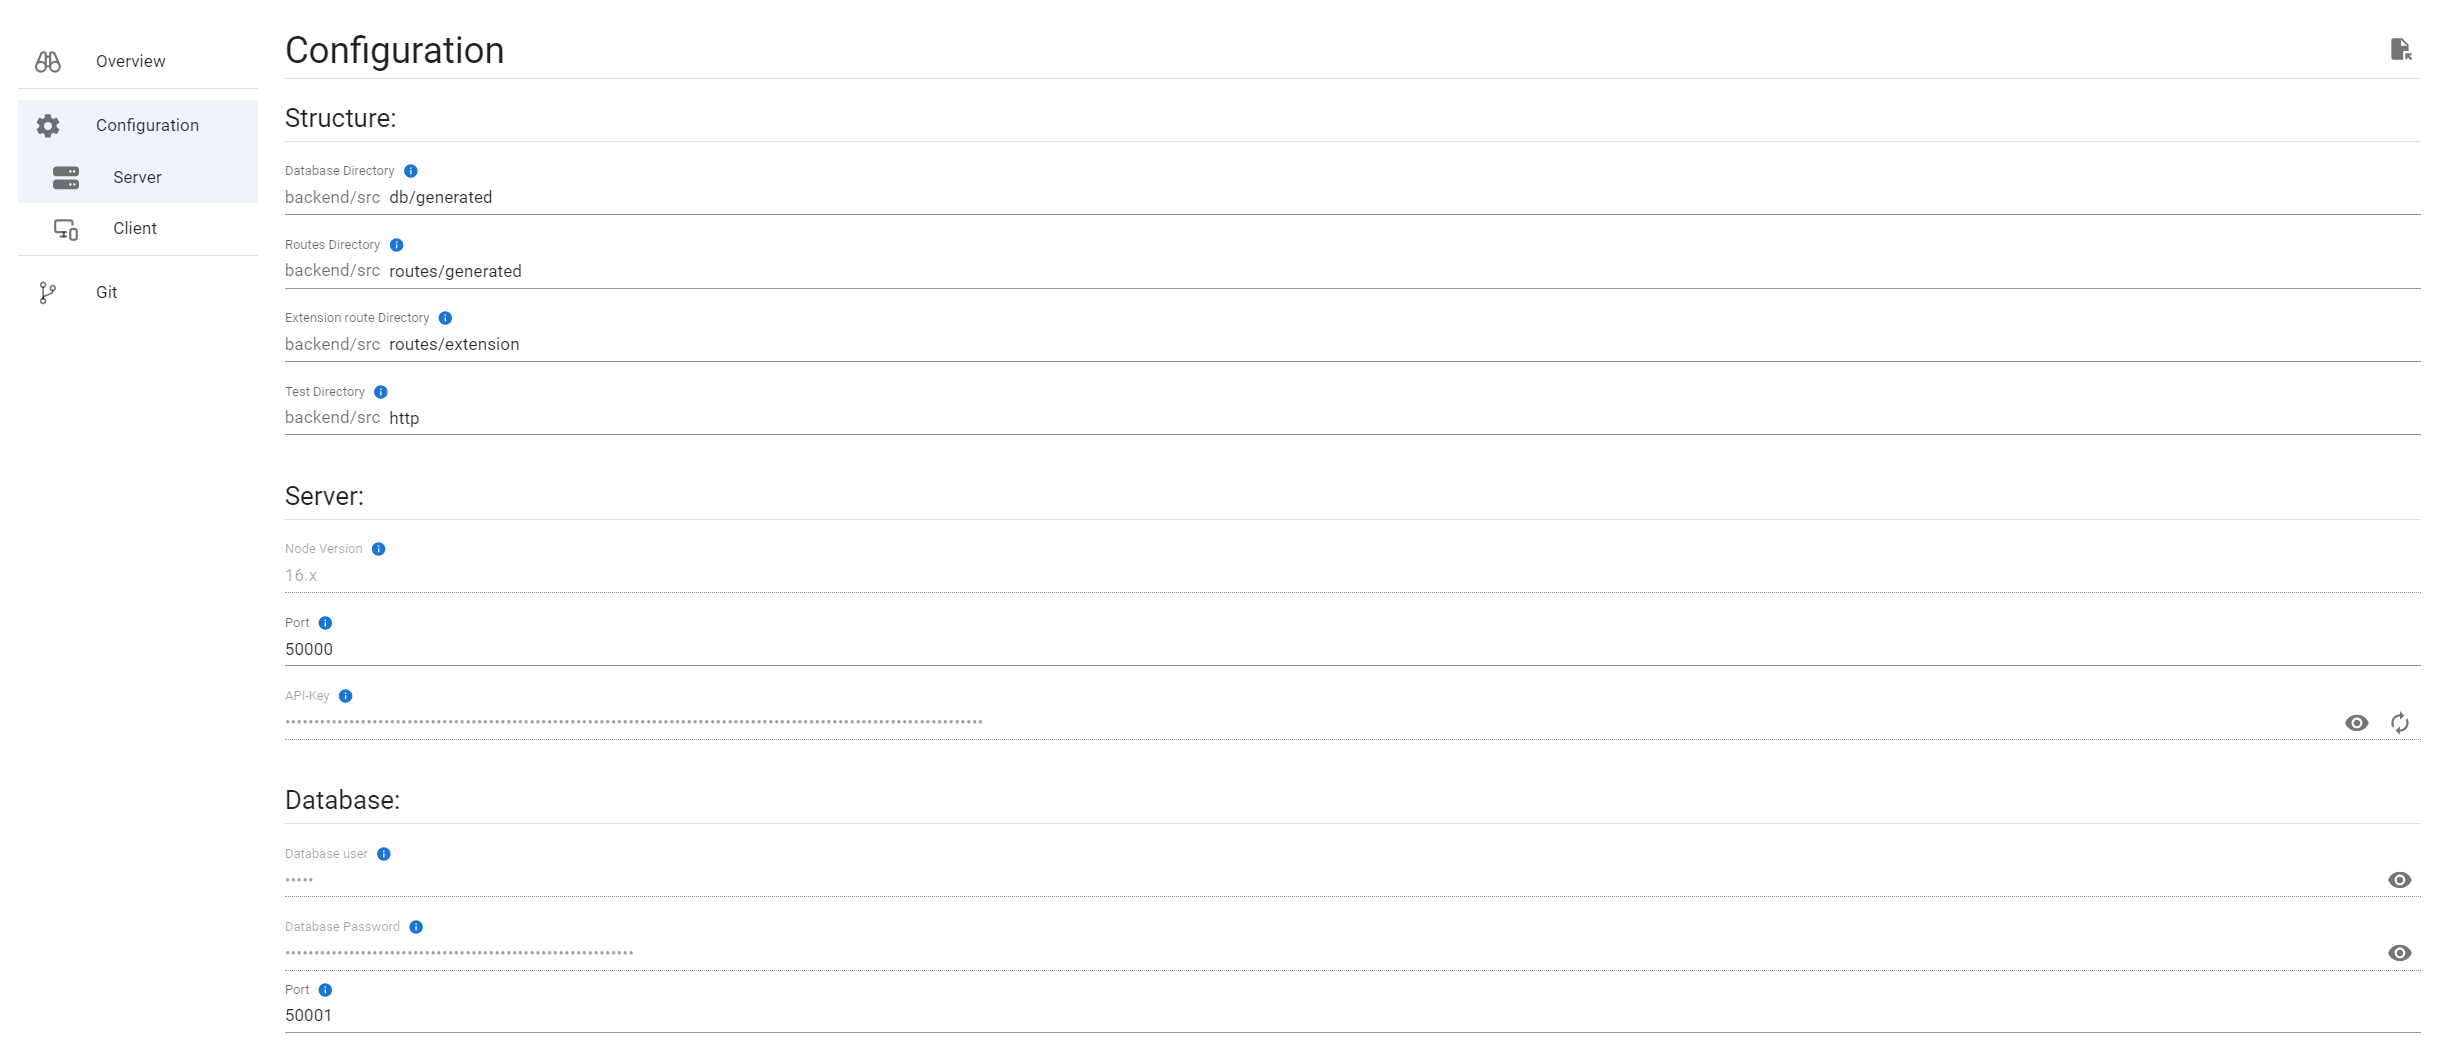 Overview
Configuration
Server
Client
Git
Configuration
Structure:
Database Directory
backend/src db/generated
Routes Directory
backend/src routes/generated
Extension route Directory
backend/src routes/extension
Test Directory
backend/src http
Server:
Node Version
16.x
Port
50000
API-Key
Database:
Database user
Database Password
Port
50001